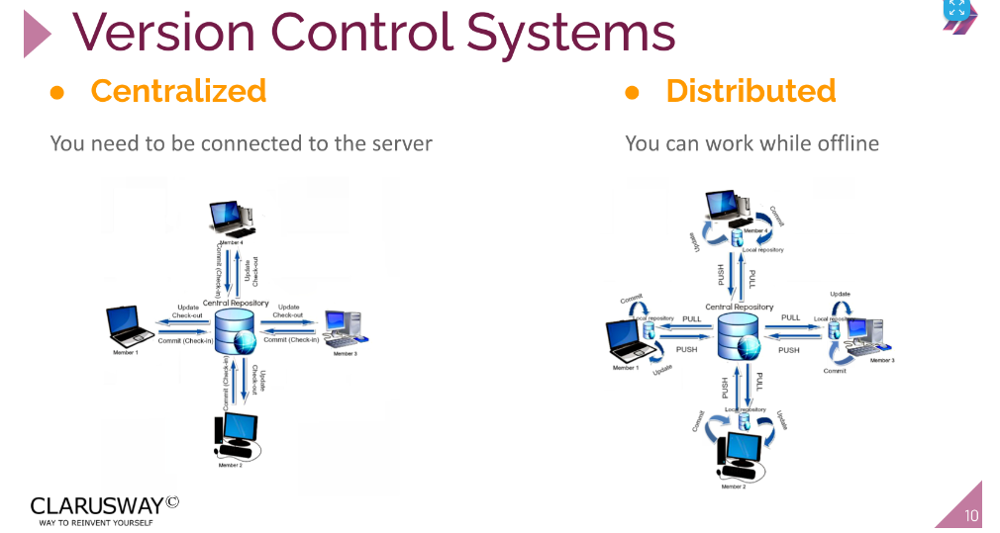 Version Control Systems
● Centralized
You need to be connected to the server
Member 4
Commit (Check-in)
Update
Check-out
Central Repository
Update
Check-out
Commit (Check-in)
Member 1
Update
Check-out
Commit (Check-in)
Member 3
Commit (Check-in)
Update
Check-out
Member 2
● Distributed
You can work while offline
Commit
Member 4
Update
Local repository
PUSH
PULL
Central Repository
Commit
Local repository
PULL
PUSH
Member 1
Update
Update
PULL
Local repository
PUSH
Member 3
Commit
PUSH
PULL
Local repository
Commit
Update
Member 2
CLARUSWAY©
WAY TO REINVENT YOURSELF
10